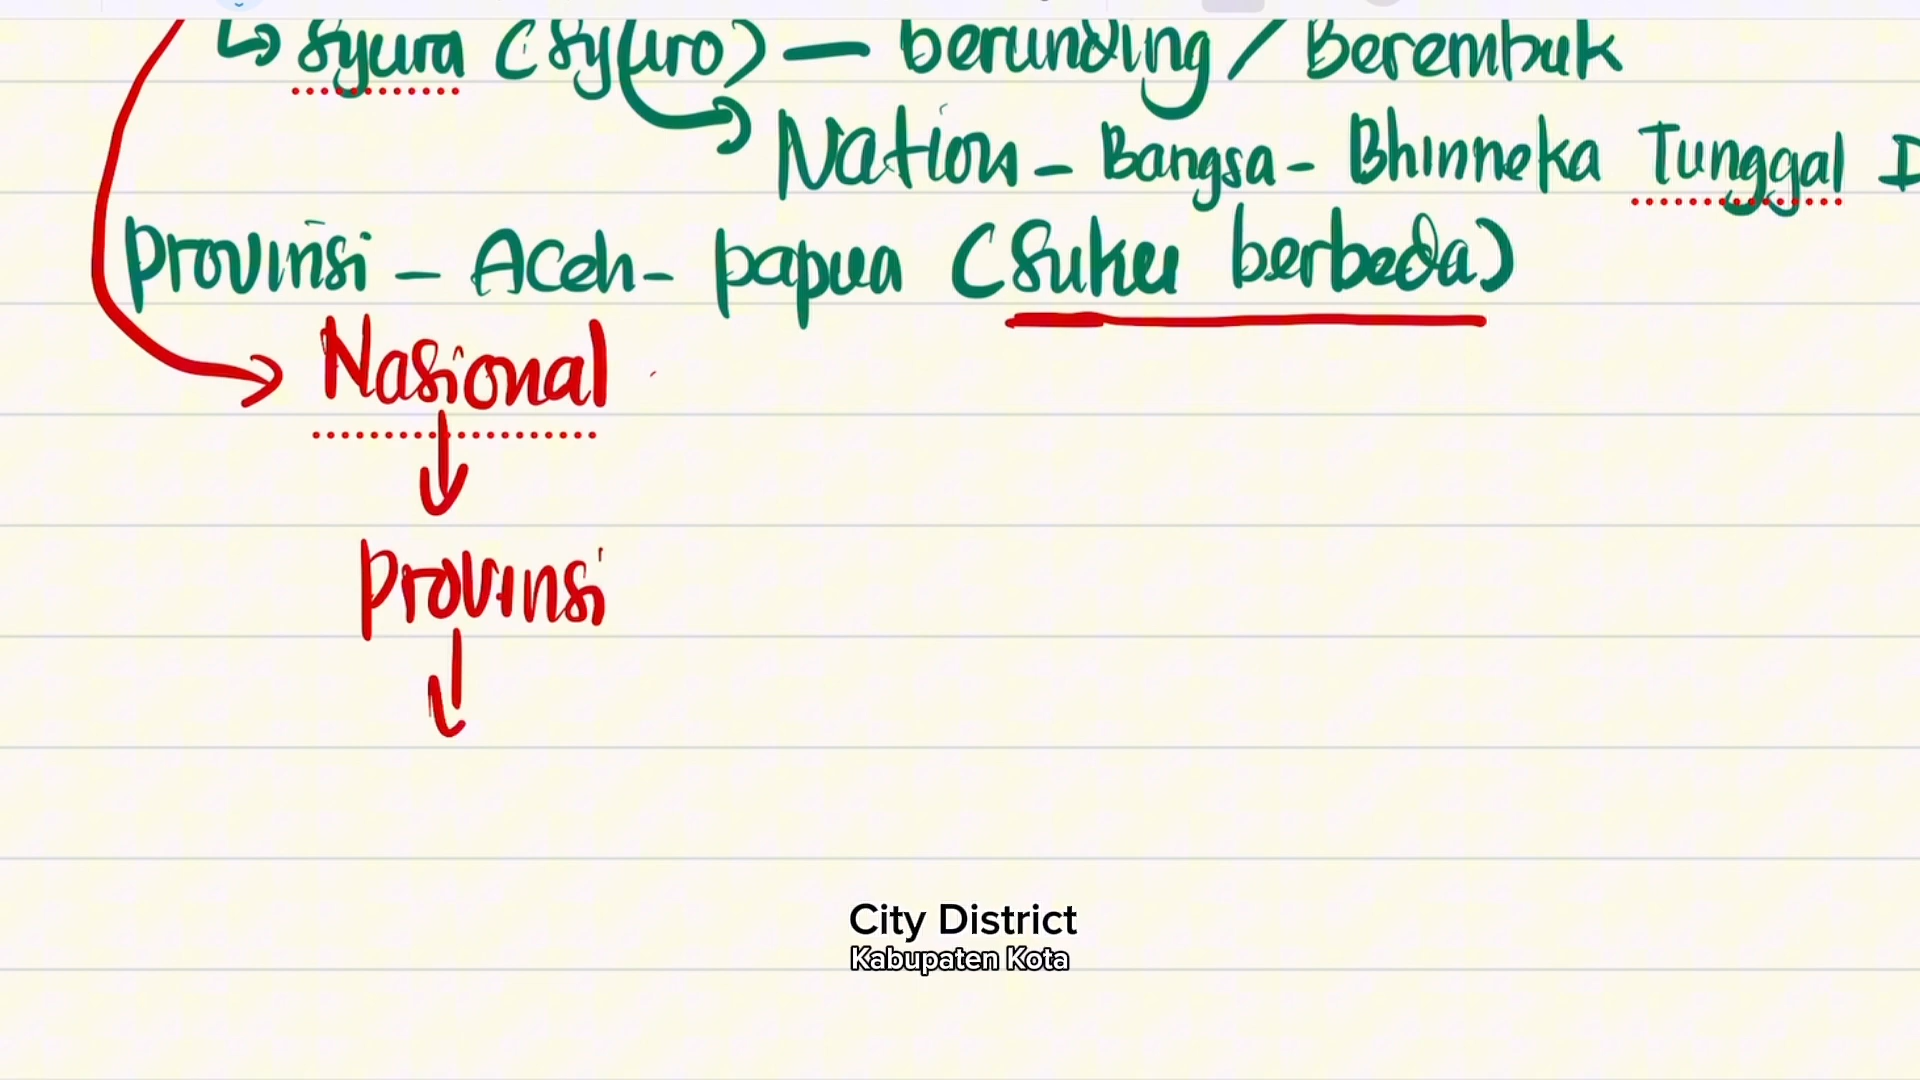 syura (syuro) — berunding / Berembuk
Nation - Bangsa - Bhinneka Tunggal
Provinsi - Aceh - papua (suku berbeda)
Nasional
Provinsi
City District
Kabupaten Kota